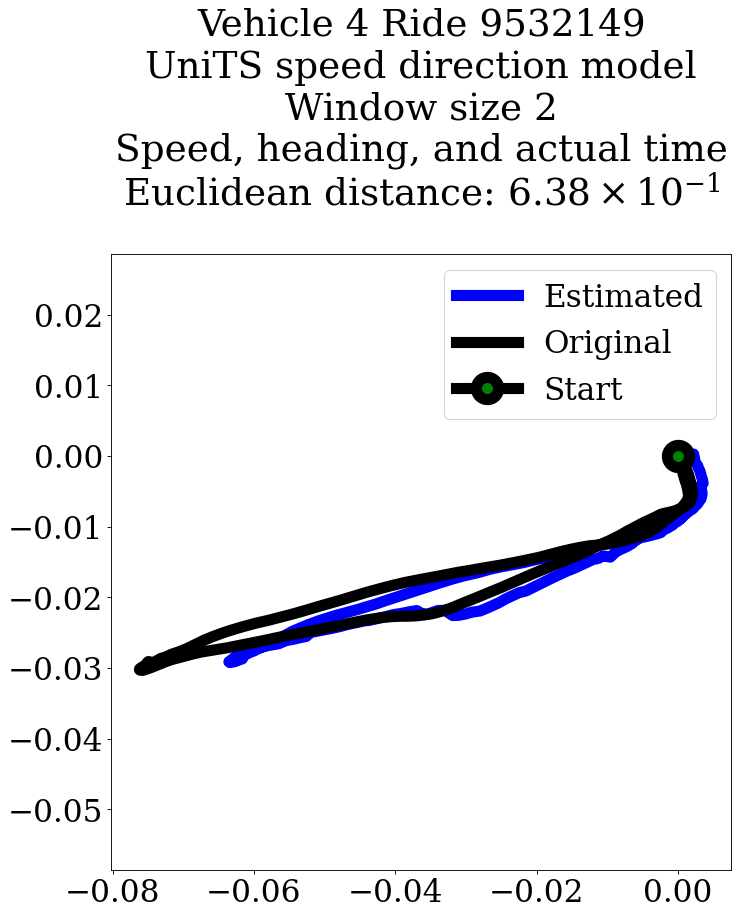 Vehicle 4 Ride 9532149
UniTS speed direction model
Window size 2
Speed, heading, and actual time
Euclidean distance: 6.38 × 10⁻¹
Estimated
Original
Start
0.02
0.01
0.00
−0.01
−0.02
−0.03
−0.04
−0.05
−0.08 −0.06 −0.04 −0.02 0.00